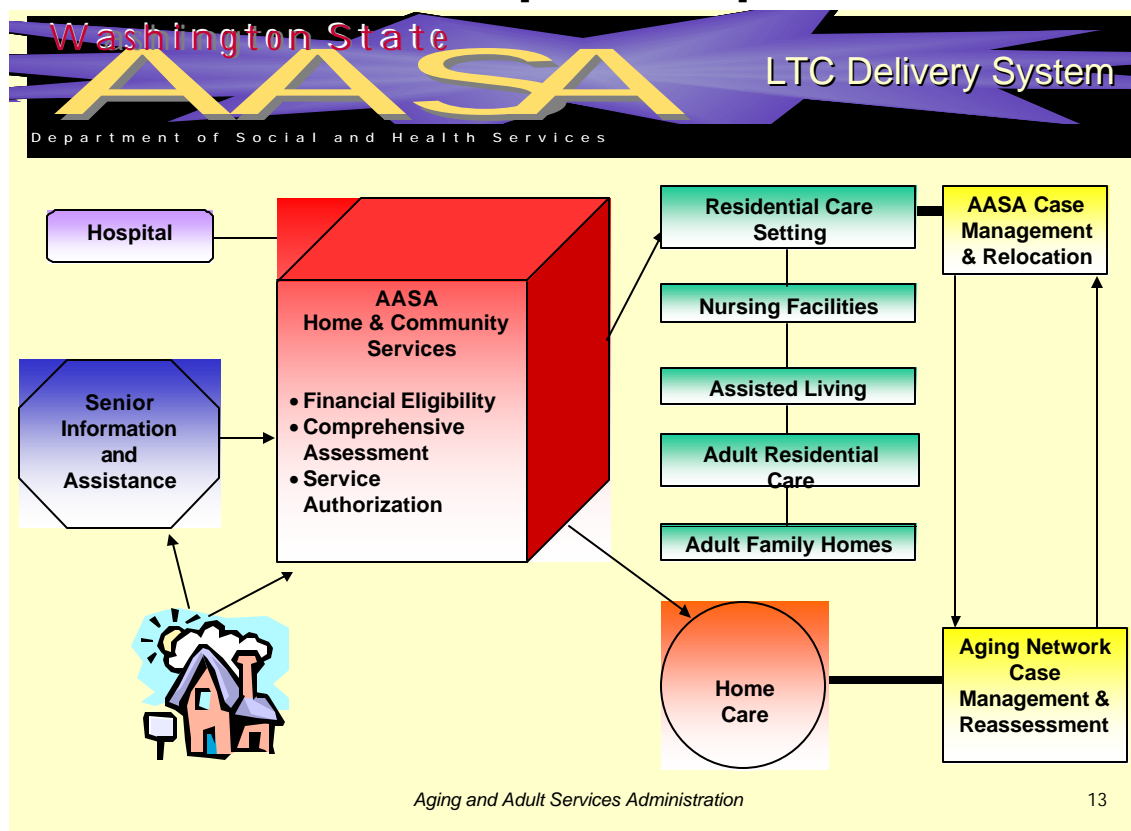 Washington State
AASA
LTC Delivery System
Department of Social and Health Services
Hospital
Senior
Information
and
Assistance
AASA
Home & Community
Services
• Financial Eligibility
• Comprehensive
Assessment
• Service
Authorization
Residential Care
Setting
Nursing Facilities
Assisted Living
Adult Residential
Care
Adult Family Homes
Home
Care
AASA Case
Management
& Relocation
Aging Network
Case
Management &
Reassessment
Aging and Adult Services Administration
13